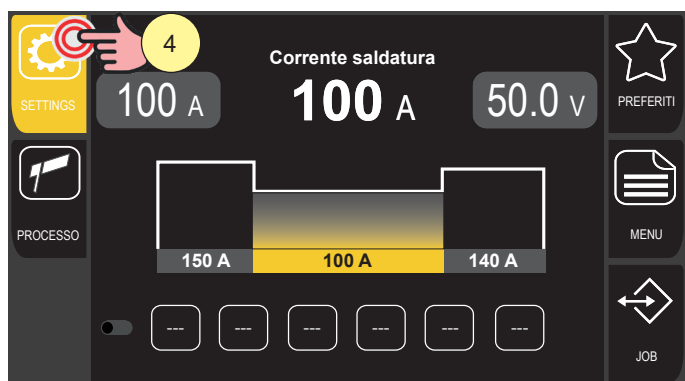 SETTINGS
4
Corrente saldatura
100 A
100 A
50.0 V
PREFERITI
PROCESSO
MENU
150 A
100 A
140 A
---
---
---
---
---
---
JOB